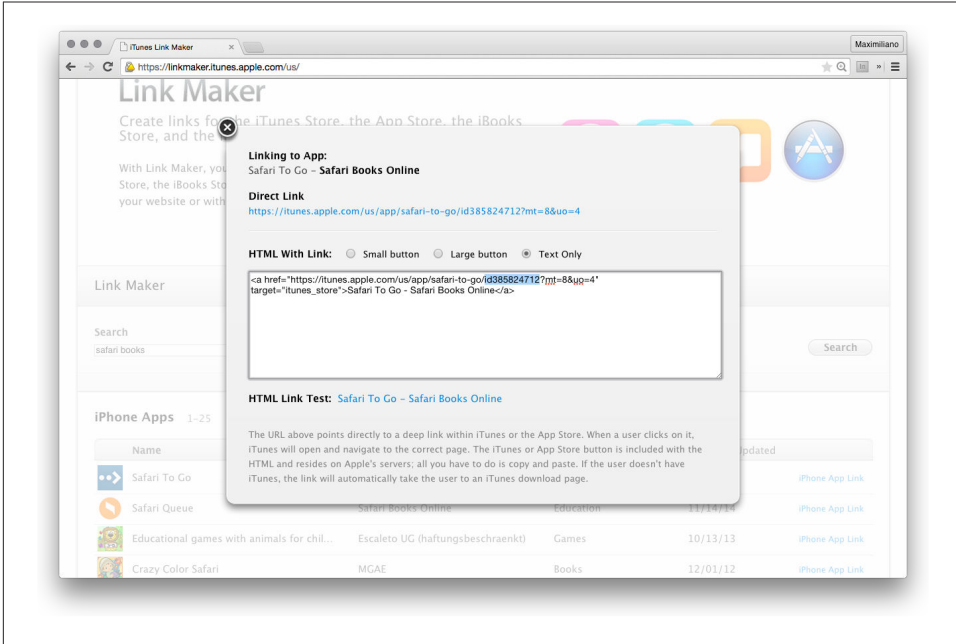 iTunes Link Maker
Maximiliano
https://linkmaker.itunes.apple.com/us/
Link Maker
Create links for the iTunes Store, the App Store, the iBooks
Store, and the
With Link Maker, you
Store, the iBooks Sto
your website or with
Linking to App:
Safari To Go – Safari Books Online
Direct Link
https://itunes.apple.com/us/app/safari-to-go/id385824712?mt=8&uo=4
HTML With Link: Small button Large button Text Only
<a href="https://itunes.apple.com/us/app/safari-to-go/id385824712?mt=8&uo=4"
target="itunes_store">Safari To Go - Safari Books Online</a>
HTML Link Test: Safari To Go – Safari Books Online
The URL above points directly to a deep link within iTunes or the App Store. When a user clicks on it,
iTunes will open and navigate to the correct page. The iTunes or App Store button is included with the
HTML and resides on Apple's servers; all you have to do is copy and paste. If the user doesn't have
iTunes, the link will automatically take the user to an iTunes download page.
Link Maker
Search
safari books
Search
iPhone Apps 1-25
Name pdated
Safari To Go iPhone App Link
Safari Queue Safari Books Online Education 11/14/14 iPhone App Link
Educational games with animals for chil... Escaleto UG (haftungsbeschraenkt) Games 10/13/13 iPhone App Link
Crazy Color Safari MGAE Books 12/01/12 iPhone App Link